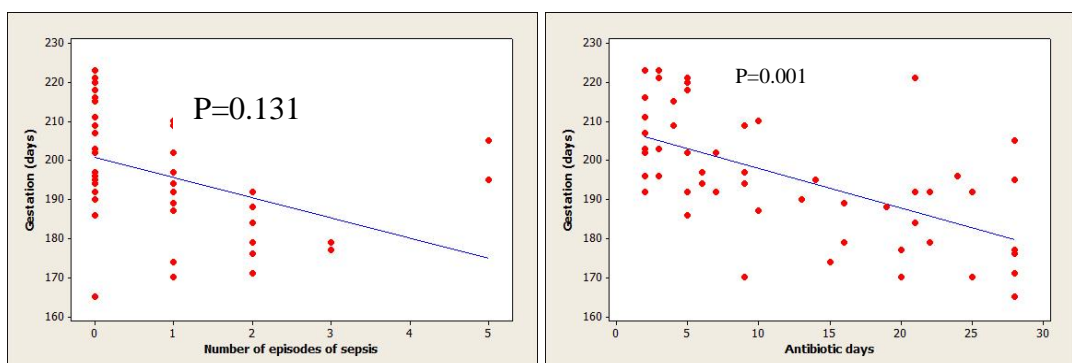 230
220
210
200
190
180
170
160
Gestation (days)
P=0.131
0 1 2 3 4 5
Number of episodes of sepsis
230
220
210
200
190
180
170
160
Gestation (days)
P=0.001
0 5 10 15 20 25 30
Antibiotic days